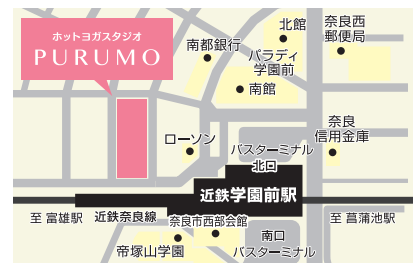 ホットヨガスタジオ
PURUMO
北館
奈良西
郵便局
南都銀行
パラディ
学園前
南館
奈良
信用金庫
ローソン
バスターミナル
北口
近鉄学園前駅
至 富雄駅
近鉄奈良線
奈良市西部会館
至 菖蒲池駅
帝塚山学園
南口
バスターミナル